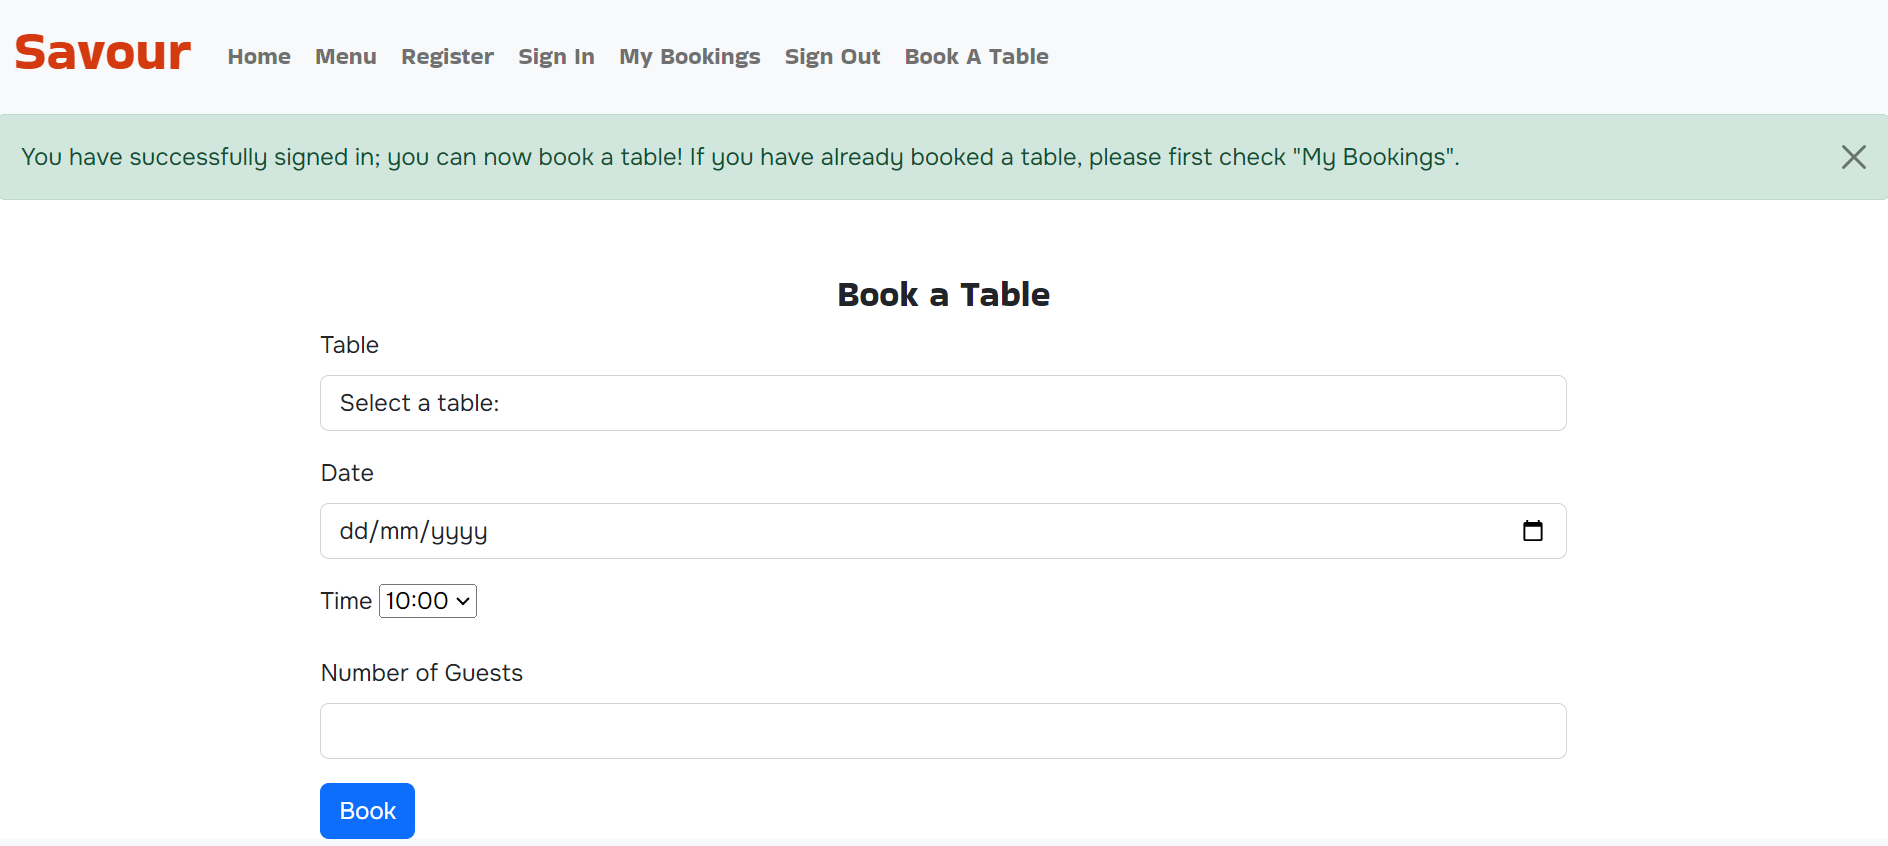 Savour Home Menu Register Sign In My Bookings Sign Out Book A Table
You have successfully signed in; you can now book a table! If you have already booked a table, please first check "My Bookings".
Book a Table
Table
Select a table:
Date
dd/mm/yyyy
Time 10:00
Number of Guests
Book